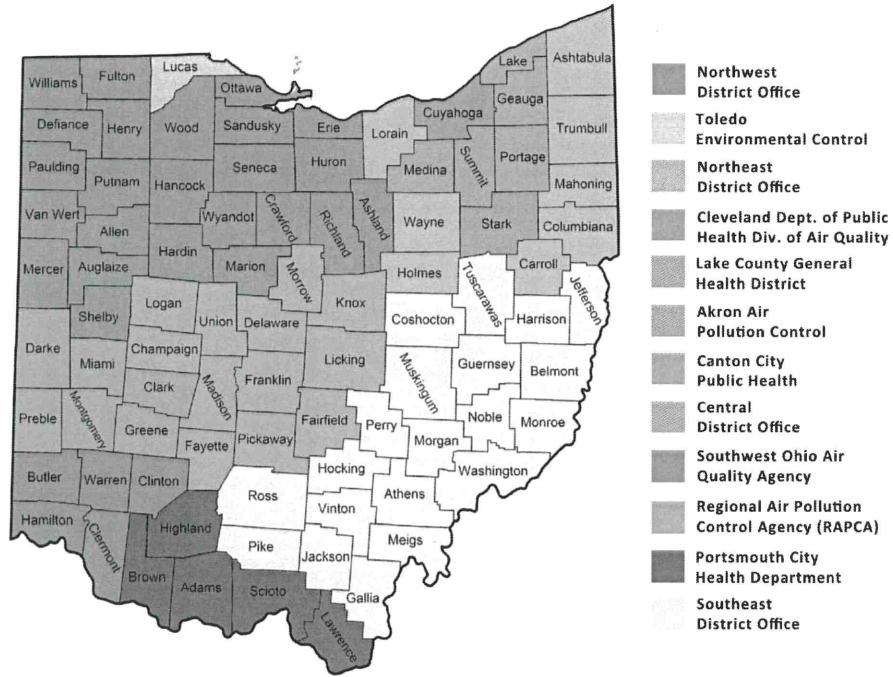 Lucas
Williams
Fulton
Ottawa
Lake
Ashtabula
Defiance
Henry
Wood
Sandusky
Erie
Lorain
Cuyahoga
Geauga
Trumbull
Paulding
Putnam
Hancock
Seneca
Huron
Medina
Summit
Portage
Mahoning
Van Wert
Allen
Wyandot
Crawford
Richland
Ashland
Wayne
Stark
Columbiana
Mercer
Auglaize
Hardin
Marion
Morrow
Holmes
Tuscarawas
Carroll
Jefferson
Shelby
Logan
Union
Delaware
Knox
Coshocton
Harrison
Darke
Miami
Champaign
Clark
Madison
Franklin
Licking
Muskingum
Guernsey
Belmont
Preble
Montgomery
Greene
Fayette
Pickaway
Fairfield
Perry
Morgan
Noble
Monroe
Butler
Warren
Clinton
Ross
Hocking
Athens
Washington
Hamilton
Clermont
Highland
Pike
Vinton
Jackson
Meigs
Brown
Adams
Scioto
Lawrence
Gallia
Northwest
District Office
Toledo
Environmental Control
Northeast
District Office
Cleveland Dept. of Public
Health Div. of Air Quality
Lake County General
Health District
Akron Air
Pollution Control
Canton City
Public Health
Central
District Office
Southwest Ohio Air
Quality Agency
Regional Air Pollution
Control Agency (RAPCA)
Portsmouth City
Health Department
Southeast
District Office